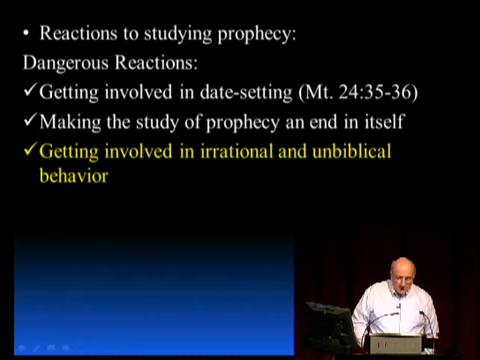 • Reactions to studying prophecy:
Dangerous Reactions:
✓Getting involved in date-setting (Mt. 24:35-36)
✓Making the study of prophecy an end in itself
✓Getting involved in irrational and unbiblical
behavior